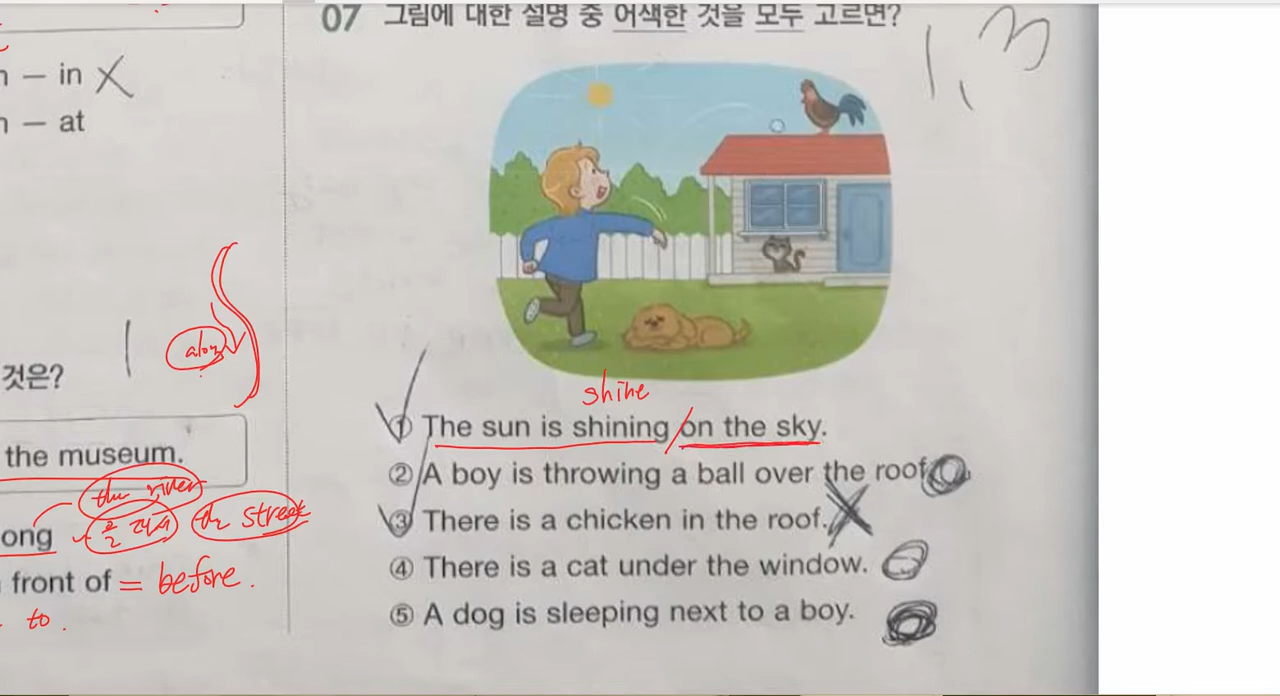 07 그림에 대한 설명 중 어색한 것을 모두 고르면?
1, 3
— in X
— at
것은?
the museum.
the river
the street
ong
front of = before.
to.
shine
① The sun is shining / on the sky.
② A boy is throwing a ball over the roof.
③ There is a chicken in the roof.
④ There is a cat under the window.
⑤ A dog is sleeping next to a boy.